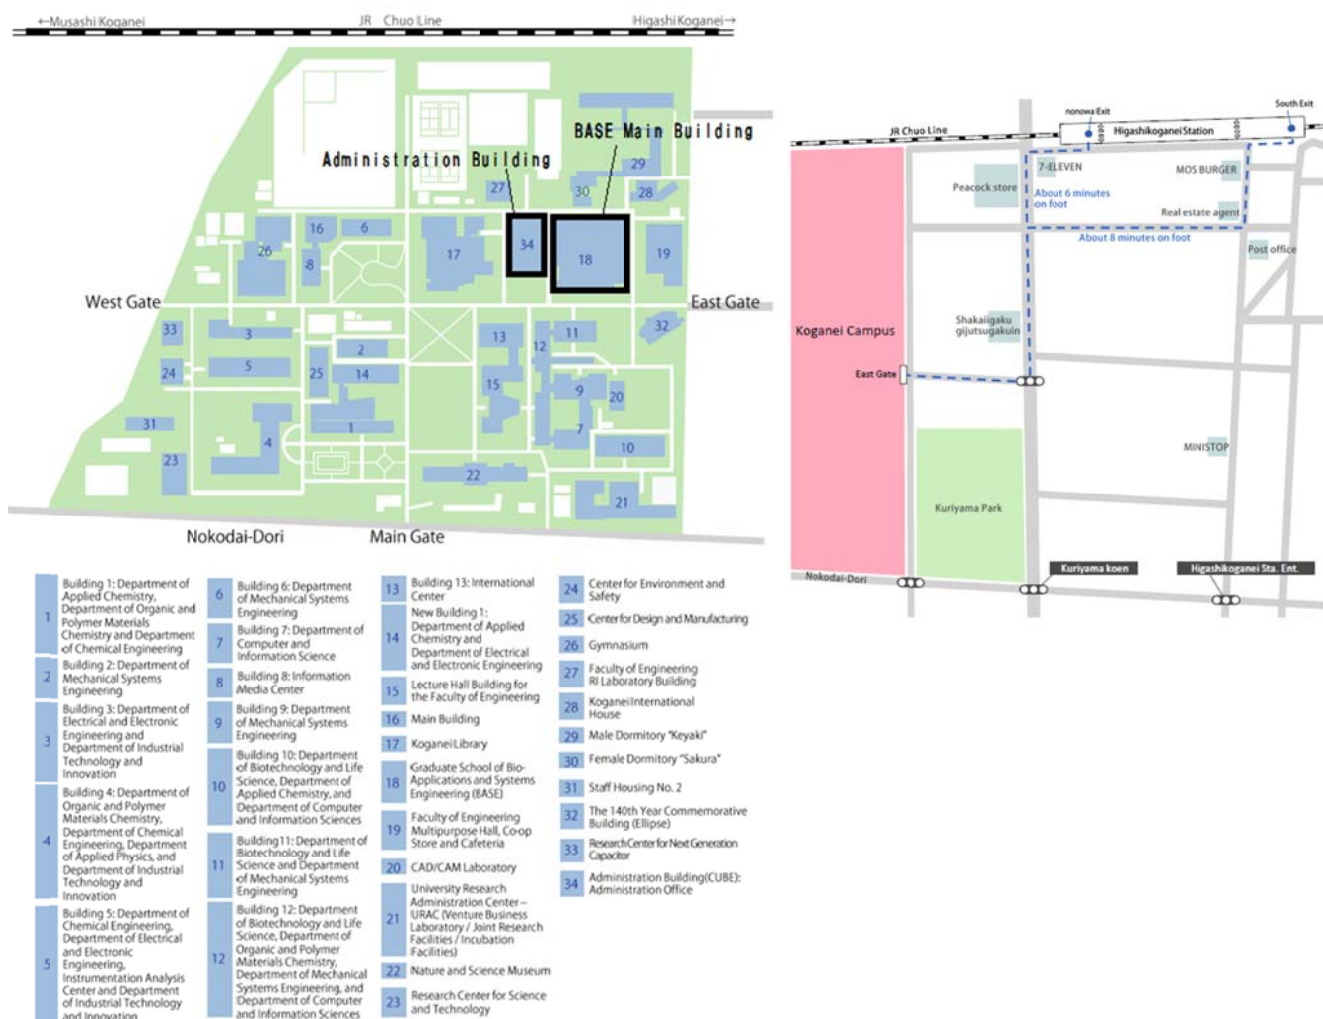 ←Musashi Koganei
JR Chuo Line
Higashi Koganei→
BASE Main Building
Administration Building
29
27
30
28
16
6
26
8
17
34
18
19
West Gate
East Gate
33
3
2
13
12
11
32
24
5
25
14
15
9
20
31
4
1
7
10
23
22
21
Nokodai-Dori
Main Gate
nonowa Exit
South Exit
JR Chuo Line
Higashikoganei Station
7-ELEVEN
MOS BURGER
Peacock store
About 6 minutes
on foot
Real estate agent
About 8 minutes on foot
Post office
Koganei Campus
Shakaiigaku
gijutsugakuin
East Gate
MINISTOP
Kuriyama Park
Nokodai-Dori
Kuriyama koen
Higashikoganei Sta. Ent.
1
Building 1: Department of
Applied Chemistry,
Department of Organic and
Polymer Materials
Chemistry and Department
of Chemical Engineering
2
Building 2: Department of
Mechanical Systems
Engineering
3
Building 3: Department of
Electrical and Electronic
Engineering and
Department of Industrial
Technology and
Innovation
4
Building 4: Department of
Organic and Polymer
Materials Chemistry,
Department of Chemical
Engineering, Department
of Applied Physics, and
Department of Industrial
Technology and
Innovation
5
Building 5: Department of
Chemical Engineering,
Department of Electrical
and Electronic
Engineering,
Instrumentation Analysis
Center and Department
of Industrial Technology
and Innovation
6
Building 6: Department
of Mechanical Systems
Engineering
7
Building 7: Department of
Computer and
Information Science
8
Building 8: Information
Media Center
9
Building 9: Department
of Mechanical Systems
Engineering
10
Building 10: Department
of Biotechnology and Life
Science, Department of
Applied Chemistry, and
Department of Computer
and Information Sciences
11
Building11: Department of
Biotechnology and Life
Science and Department
of Mechanical Systems
Engineering
12
Building 12: Department
of Biotechnology and Life
Science, Department of
Organic and Polymer
Materials Chemistry,
Department of Mechanical
Systems Engineering, and
Department of Computer
and Information Sciences
13
Building 13: International
Center
14
New Building 1:
Department of Applied
Chemistry and
Department of Electrical
and Electronic Engineering
15
Lecture Hall Building for
the Faculty of Engineering
16
Main Building
17
Koganei Library
18
Graduate School of Bio-
Applications and Systems
Engineering (BASE)
19
Faculty of Engineering
Multipurpose Hall, Co-op
Store and Cafeteria
20
CAD/CAM Laboratory
21
University Research
Administration Center–
URAC (Venture Business
Laboratory / Joint Research
Facilities / Incubation
Facilities)
22
Nature and Science Museum
23
Research Center for Science
and Technology
24
Center for Environment and
Safety
25
Center for Design and Manufacturing
26
Gymnasium
27
Faculty of Engineering
RI Laboratory Building
28
Koganei International
House
29
Male Dormitory "Keyaki"
30
Female Dormitory "Sakura"
31
Staff Housing No. 2
32
The 140th Year Commemorative
Building (Ellipse)
33
Research Center for Next Generation
Capacitor
34
Administration Building(CUBE):
Administration Office